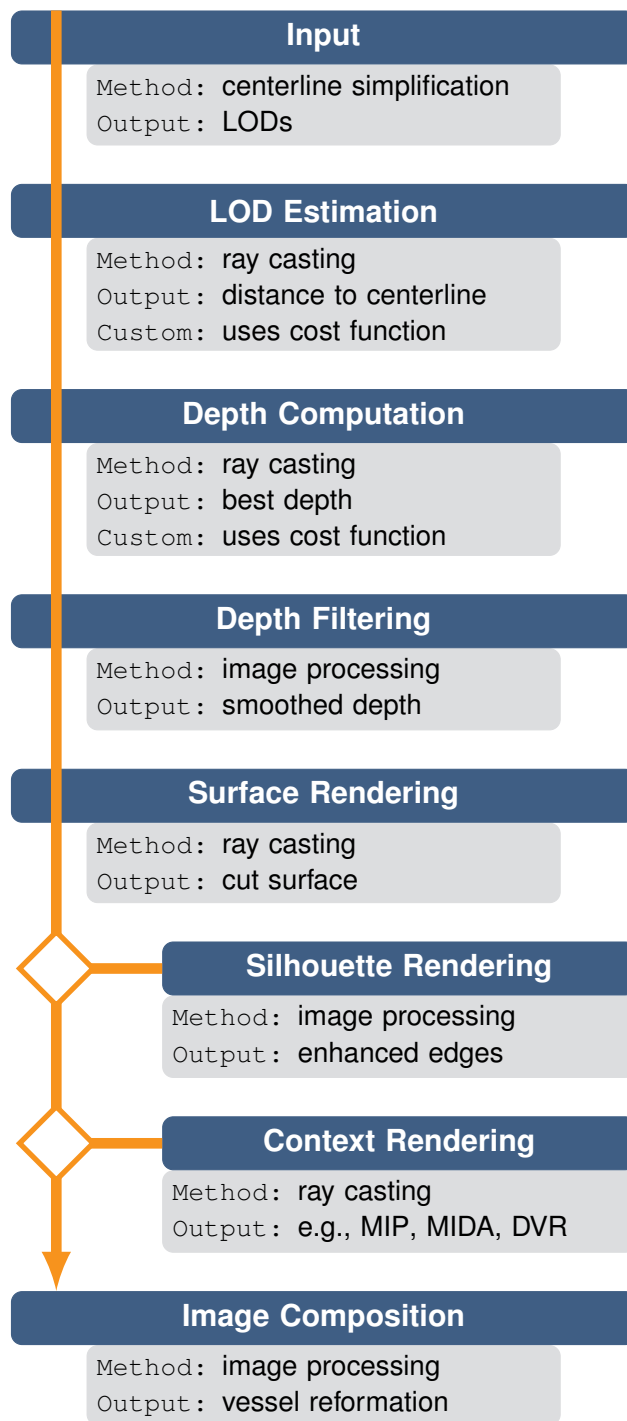 Input
Method: centerline simplification
Output: LODs
LOD Estimation
Method: ray casting
Output: distance to centerline
Custom: uses cost function
Depth Computation
Method: ray casting
Output: best depth
Custom: uses cost function
Depth Filtering
Method: image processing
Output: smoothed depth
Surface Rendering
Method: ray casting
Output: cut surface
Silhouette Rendering
Method: image processing
Output: enhanced edges
Context Rendering
Method: ray casting
Output: e.g., MIP, MIDA, DVR
Image Composition
Method: image processing
Output: vessel reformation